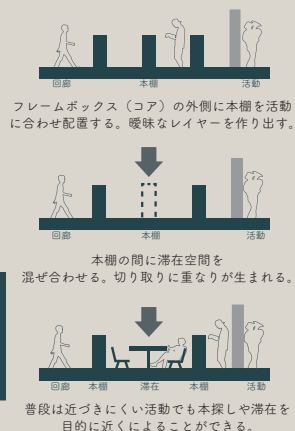 回廊 本棚 活動
フレームボックス（コア）の外側に本棚を活動
に合わせ配置する。曖昧なレイヤーを作り出す。
回廊 本棚 活動
本棚の間に滞在空間を
混ぜ合わせる。切り取りに重なりが生まれる。
回廊 本棚 滞在 本棚 活動
普段は近づきにくい活動でも本探しや滞在を
目的に近くによることができる。